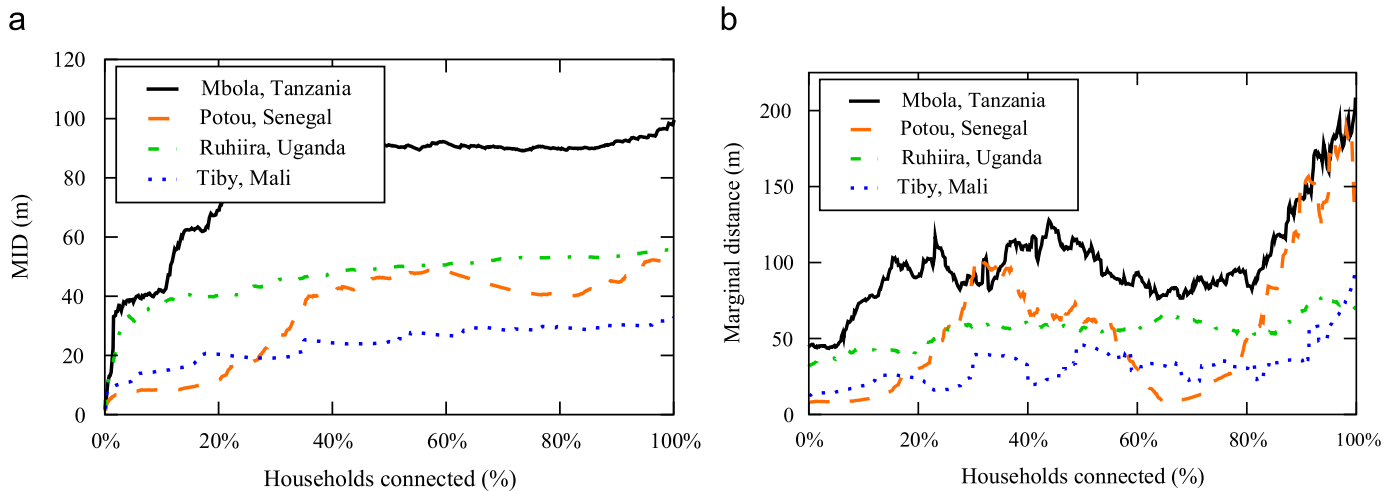 a
120
100
80
60
40
20
0
MID (m)
Mbola, Tanzania
Potou, Senegal
Ruhiira, Uganda
Tiby, Mali
0% 20% 40% 60% 80% 100%
Households connected (%)
b
200
150
100
50
0
Marginal distance (m)
Mbola, Tanzania
Potou, Senegal
Ruhiira, Uganda
Tiby, Mali
0% 20% 40% 60% 80% 100%
Households connected (%)